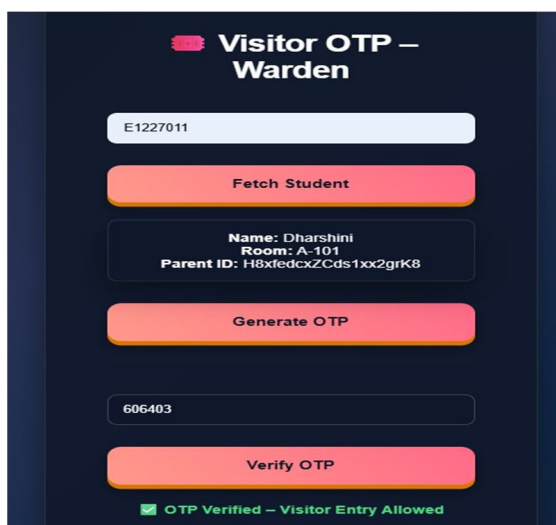 Visitor OTP –
Warden
E1227011
Fetch Student
Name: Dharshini
Room: A-101
Parent ID: H8xfedcxZCds1xx2grK8
Generate OTP
606403
Verify OTP
✅ OTP Verified – Visitor Entry Allowed